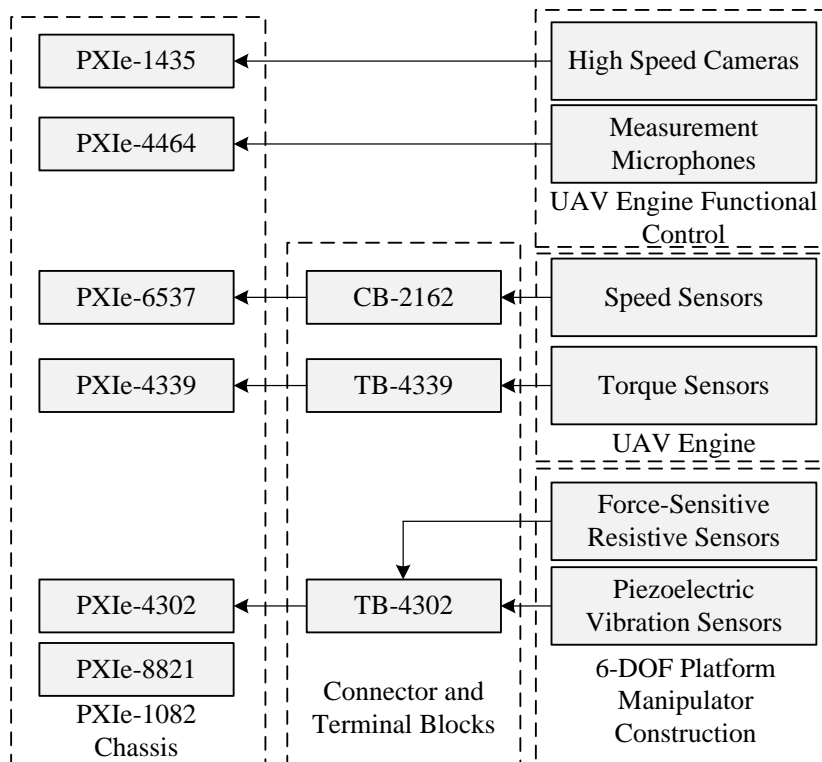 PXIe-1435
High Speed Cameras
PXIe-4464
Measurement
Microphones
UAV Engine Functional
Control
PXIe-6537
CB-2162
Speed Sensors
PXIe-4339
TB-4339
Torque Sensors
UAV Engine
Force-Sensitive
Resistive Sensors
PXIe-4302
TB-4302
Piezoelectric
Vibration Sensors
PXIe-8821
PXIe-1082
Chassis
Connector and
Terminal Blocks
6-DOF Platform
Manipulator
Construction